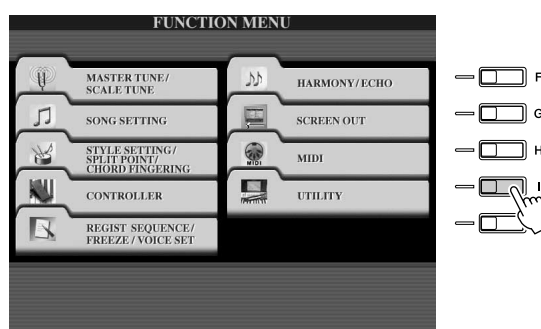 FUNCTION MENU
MASTER TUNE/
SCALE TUNE
SONG SETTING
STYLE SETTING/
SPLIT POINT/
CHORD FINGERING
CONTROLLER
REGIST SEQUENCE/
FREEZE / VOICE SET
HARMONY/ECHO
SCREEN OUT
MIDI
MIDI
UTILITY
F
G
H
I